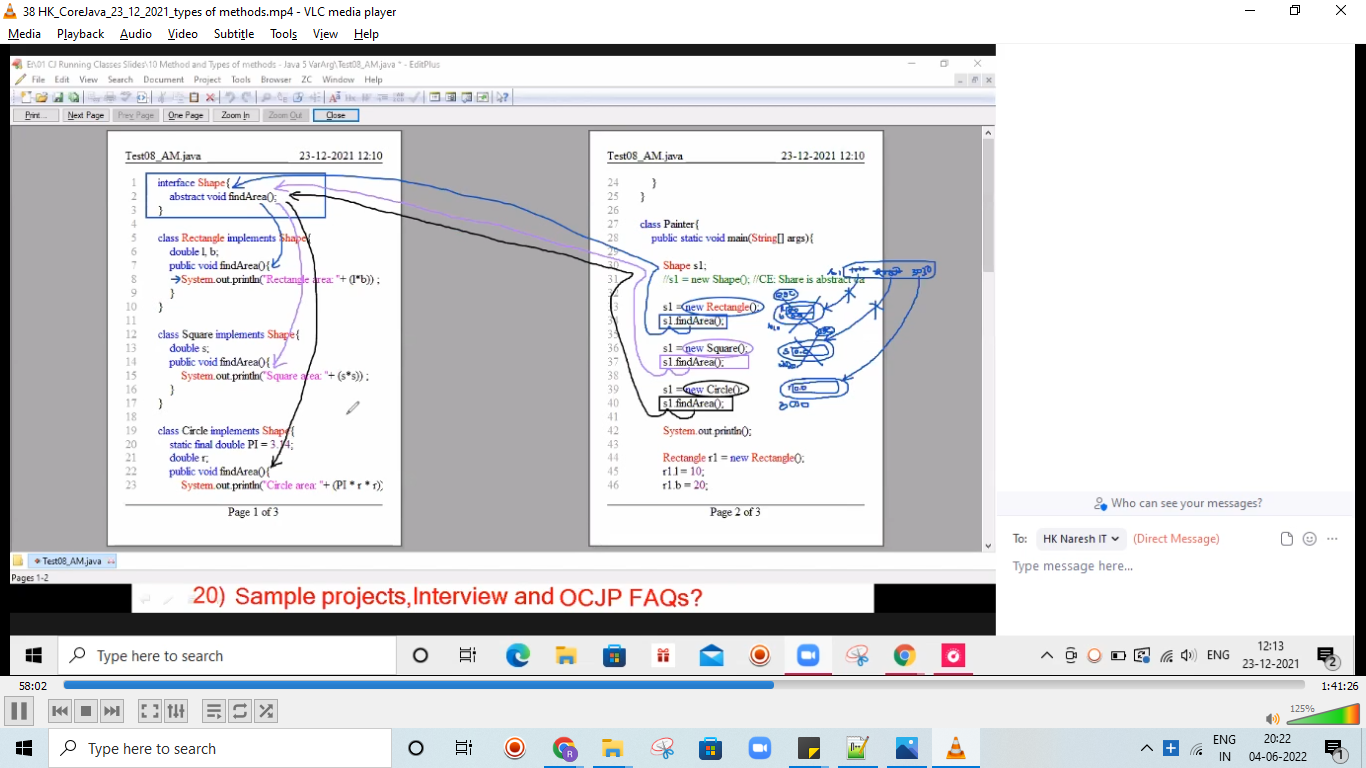 38 HK_CoreJava_23_12_2021_types of methods.mp4 - VLC media player
Media Playback Audio Video Subtitle Tools View Help
E:\01 CJ Running Classes Slides\10 Method and Types of methods - Java 5 VarArg\Test08_AM.java * - EditPlus
File Edit View Search Document Project Tools Browser ZC Window Help
Print... Next Page Prev Page One Page Zoom In Zoom Out Close
Test08_AM.java 23-12-2021 12:10
1 interface Shape{
2 abstract void findArea();
3 }
4
5 class Rectangle implements Shape{
6 double l, b;
7 public void findArea(){
8 System.out.println("Rectangle area: "+ (l*b)) ;
9 }
10 }
11
12 class Square implements Shape{
13 double s;
14 public void findArea(){
15 System.out.println("Square area: "+ (s*s)) ;
16 }
17 }
18
19 class Circle implements Shape{
20 static final double PI = 3.14;
21 double r;
22 public void findArea(){
23 System.out.println("Circle area: "+ (PI * r * r));
Page 1 of 3
Test08_AM.java 23-12-2021 12:10
24 }
25 }
26
27 class Painter{
28 public static void main(String[] args){
29
30 Shape s1;
31 //s1 = new Shape(); //CE: Share is abstract ca
32
33 s1 = new Rectangle();
34 s1.findArea();
35
36 s1 = new Square();
37 s1.findArea();
38
39 s1 = new Circle();
40 s1.findArea();
41
42 System.out.println();
43
44 Rectangle r1 = new Rectangle();
45 r1.l = 10;
46 r1.b = 20;
Page 2 of 3
Test08_AM.java
Pages 1-2
20) Sample projects,Interview and OCJP FAQs?
Who can see your messages?
To: HK Naresh IT (Direct Message)
Type message here...
Type here to search
ENG
12:13
23-12-2021
2
58:02
1:41:26
125%
Type here to search
R
ENG
IN
20:22
04-06-2022
1